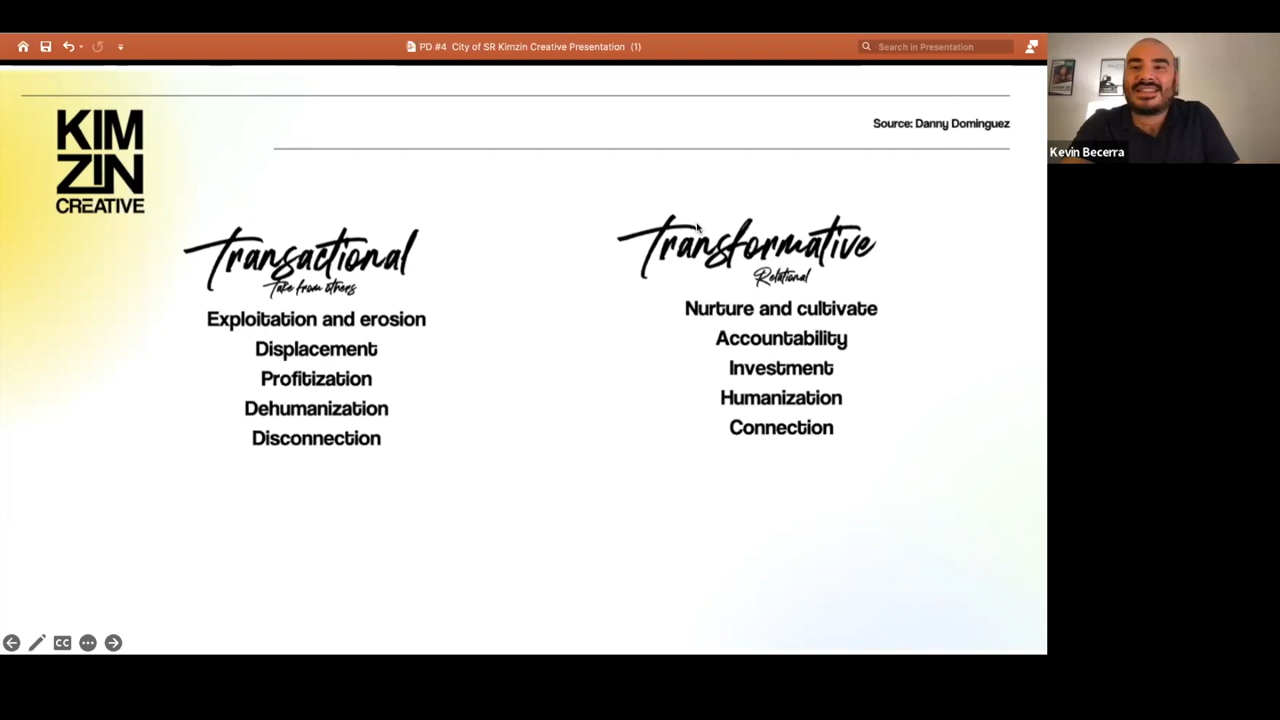 PD #4 City of SR Kimzin Creative Presentation (1)
Search in Presentation
KIM
ZIN
CREATIVE
Source: Danny Dominguez
Transactional
Take from others
Exploitation and erosion
Displacement
Profitization
Dehumanization
Disconnection
Transformative
Relational
Nurture and cultivate
Accountability
Investment
Humanization
Connection
Kevin Becerra
CC